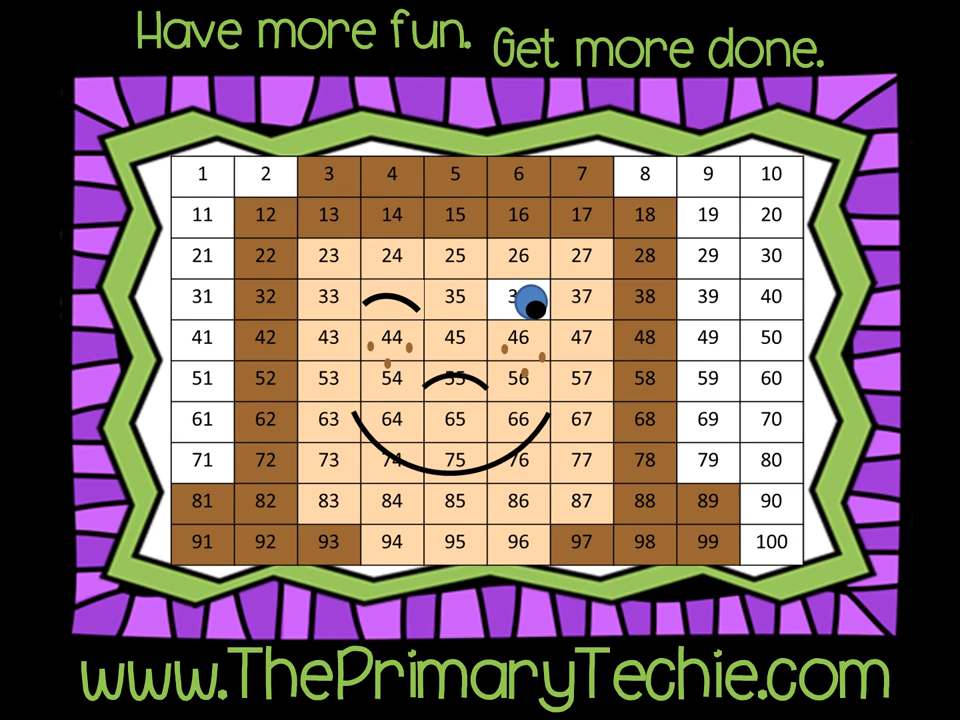 Have more fun. Get more done.
1 2 3 4 5 6 7 8 9 10
11 12 13 14 15 16 17 18 19 20
21 22 23 24 25 26 27 28 29 30
31 32 33 35 37 38 39 40
41 42 43 44 45 46 47 48 49 50
51 52 53 54 55 56 57 58 59 60
61 62 63 64 65 66 67 68 69 70
71 72 73 74 75 76 77 78 79 80
81 82 83 84 85 86 87 88 89 90
91 92 93 94 95 96 97 98 99 100
www.ThePrimaryTechie.com